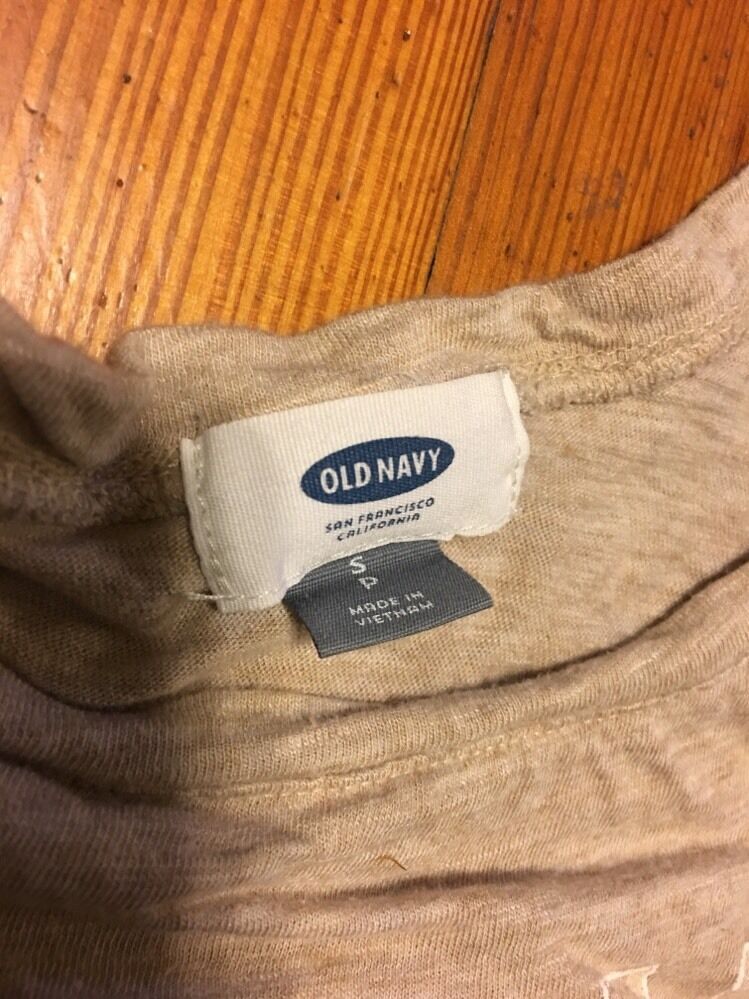 OLD NAVY
SAN FRANCISCO
CALIFORNIA
S
P
MADE IN
VIETNAM